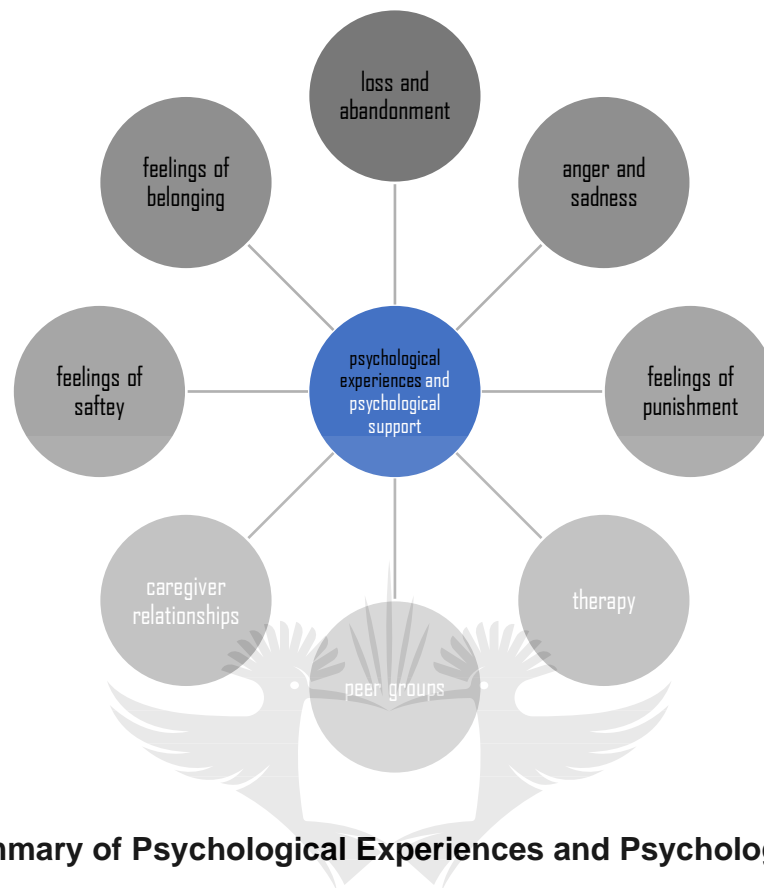 loss and
abandonment
anger and
sadness
feelings of
punishment
therapy
peer groups
caregiver
relationships
feelings of
saftey
feelings of
belonging
psychological
experiences and
psychological
support
mmary of Psychological Experiences and Psycholog